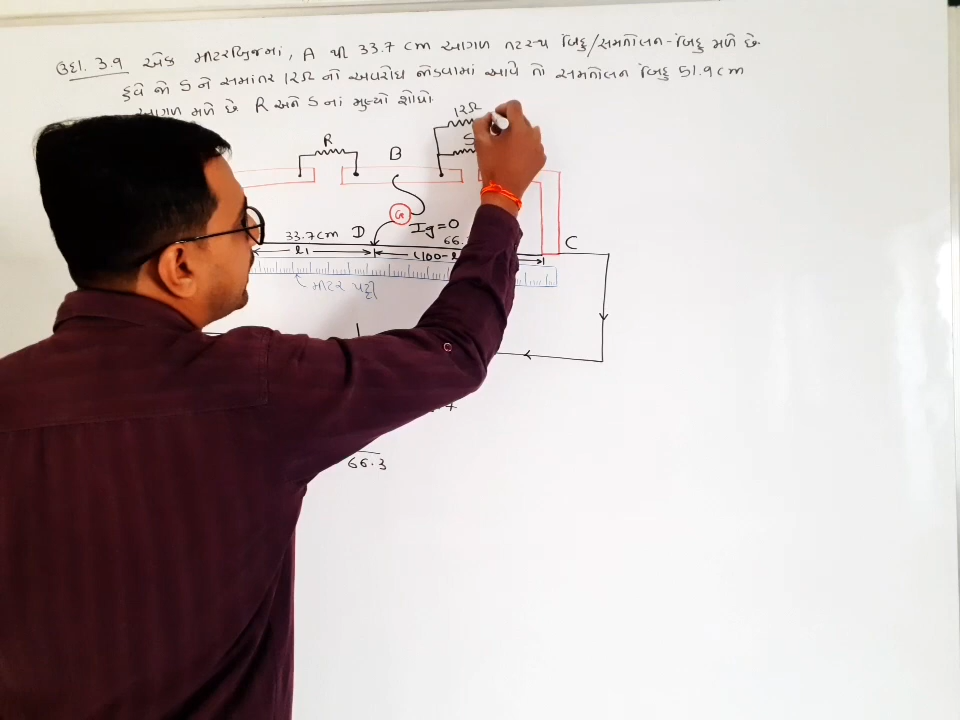 ઉદા. 3.9 એક મીટરબ્રિજમાં, A થી 33.7 cm આગળ તટસ્થ બિંદુ/સમતોલન-બિંદુ મળે છે.
હવે જો S ને સમાંતર 12Ω નો અવરોધ જોડવામાં આવે તો સમતોલન બિંદુ 51.9 cm
આગળ મળે છે R અને S નાં મુલ્યો શોધો.
12Ω
R
B
S
G
33.7cm D Ig=0 66.
C
l1 (100-l
મીટર પટ્ટી
66.3